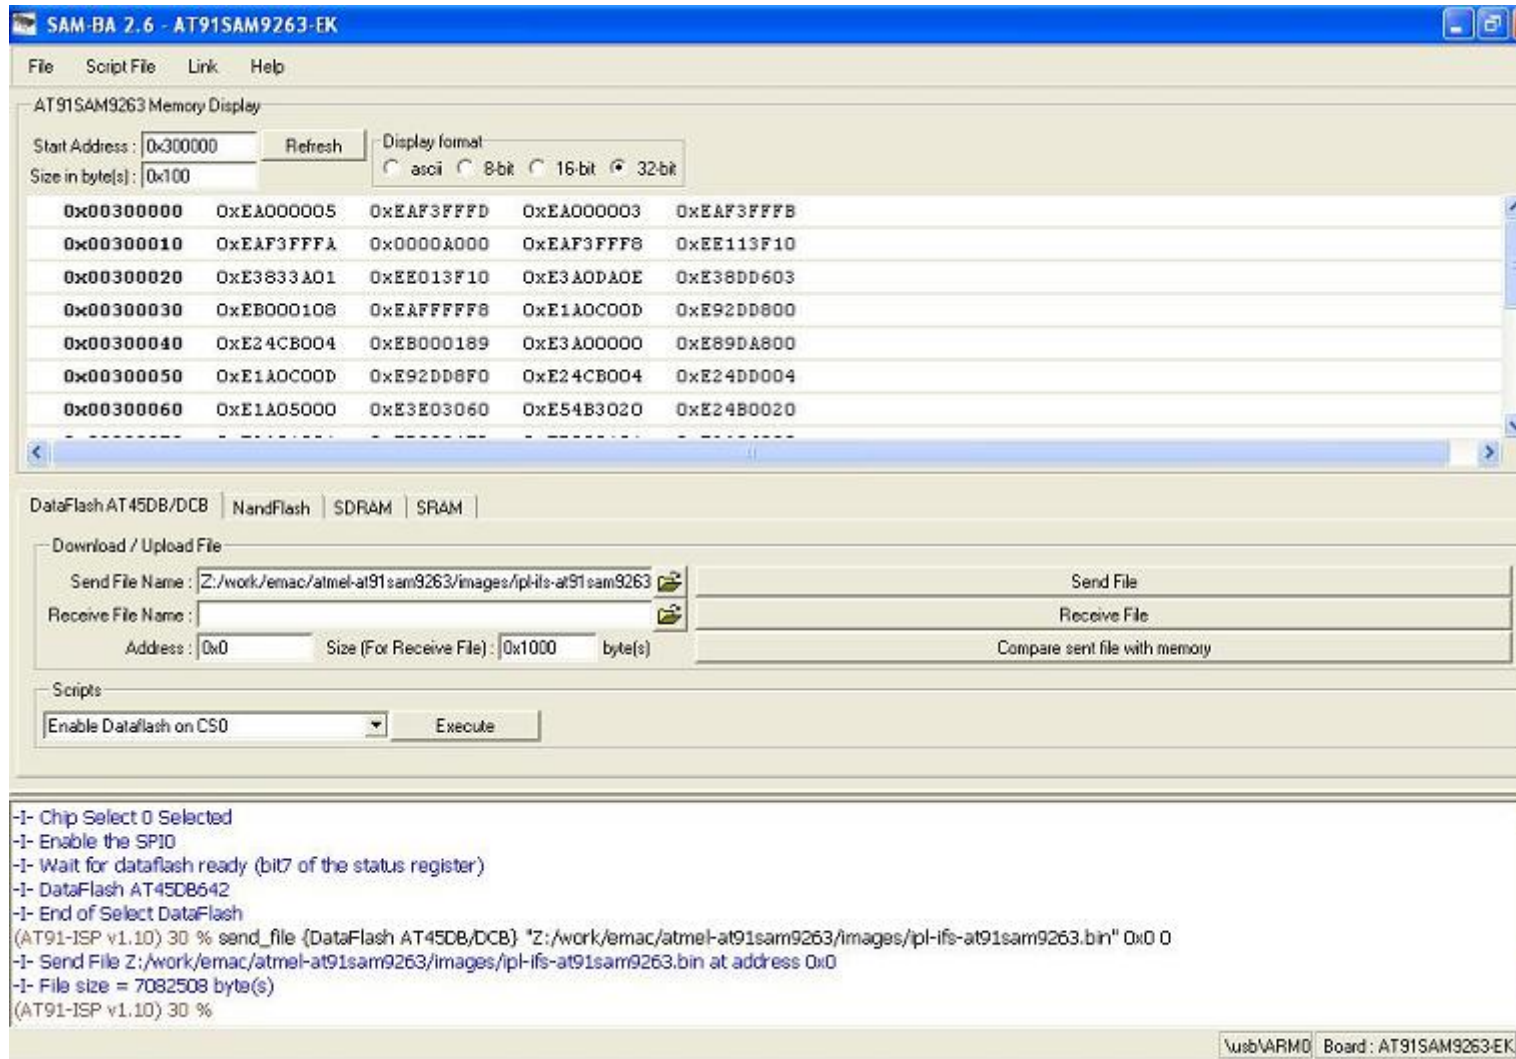 SAM-BA 2.6 - AT91SAM9263-EK
File Script File Link Help
AT91SAM9263 Memory Display
Start Address : 0x300000 Refresh
Size in byte(s) : 0x100
Display format
ascii 8-bit 16-bit 32-bit
0x00300000 0xEA000005 0xEAF3FFFD 0xEA000003 0xEAF3FFFB
0x00300010 0xEAF3FFFA 0x0000A000 0xEAF3FFF8 0xEE113F10
0x00300020 0xE3833A01 0xEE013F10 0xE3A0DA0E 0xE38DD603
0x00300030 0xEB000108 0xEAFFFFF8 0xE1A0C00D 0xE92DD800
0x00300040 0xE24CB004 0xEB000189 0xE3A00000 0xE89DA800
0x00300050 0xE1A0C00D 0xE92DD8F0 0xE24CB004 0xE24DD004
0x00300060 0xE1A05000 0xE3E03060 0xE54B3020 0xE24B0020
DataFlash AT45DB/DCB NandFlash SDRAM SRAM
Download / Upload File
Send File Name : Z:/work/emac/atmel-at91sam9263/images/ipl-ifs-at91sam9263 Send File
Receive File Name : Receive File
Address : 0x0 Size (For Receive File) : 0x1000 byte(s) Compare sent file with memory
Scripts
Enable Dataflash on CS0 Execute
-I- Chip Select 0 Selected
-I- Enable the SPI0
-I- Wait for dataflash ready (bit7 of the status register)
-I- DataFlash AT45DB642
-I- End of Select DataFlash
(AT91-ISP v1.10) 30 % send_file {DataFlash AT45DB/DCB} "Z:/work/emac/atmel-at91sam9263/images/ipl-ifs-at91sam9263.bin" 0x0 0
-I- Send File Z:/work/emac/atmel-at91sam9263/images/ipl-ifs-at91sam9263.bin at address 0x0
-I- File size = 7082508 byte(s)
(AT91-ISP v1.10) 30 %
\usb\ARM0 Board : AT91SAM9263-EK